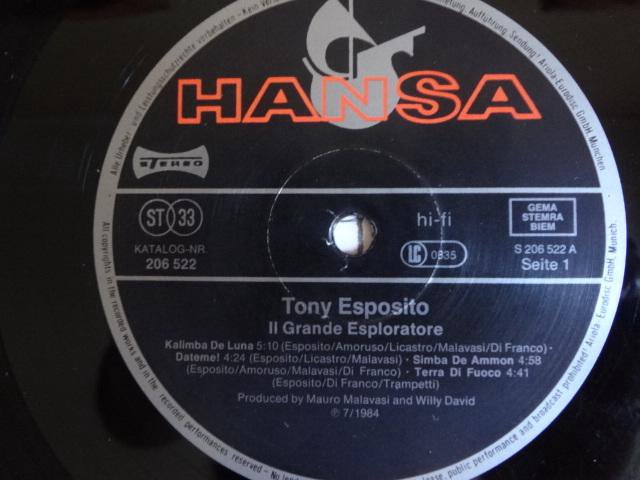 Alle Urheber- und Leistungsschutzrechte vorbehalten - Kein
Aufführung, Sendung! Ariola-Eurodisc GmbH, München
HANSA
STEREO
ST 33
hi-fi
GEMA
STEMRA
BIEM
KATALOG-NR.
206 522
LC 0835
S 206 522 A
Seite 1
Tony Esposito
Il Grande Esploratore
Kalimba De Luna 5:10 (Esposito/Amoruso/Licastro/Malavasi/Di Franco) ·
Dateme! 4:24 (Esposito/Licastro/Malavasi) · Simba De Ammon 4:58
(Esposito/Amoruso/Malavasi/Di Franco) · Terra Di Fuoco 4:41
(Esposito/Di Franco/Trampetti)
Produced by Mauro Malavasi and Willy David
℗ 7/1984
All copyrights in the recorded works and in the recorded performances reserved - No
public performance and broadcast prohibited! Ariola-Eurodisc GmbH, Munich.